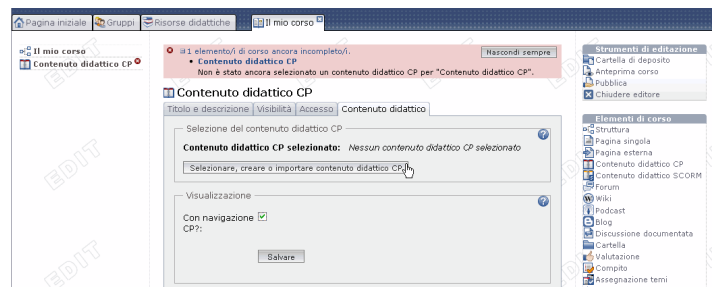 Pagina iniziale Gruppi Risorse didattiche Il mio corso
Il mio corso
Contenuto didattico CP
1 elemento/i di corso ancora incompleto/i.
Nascondi sempre
Contenuto didattico CP
Non è stato ancora selezionato un contenuto didattico CP per "Contenuto didattico CP".
Contenuto didattico CP
Titolo e descrizione Visibilità Accesso Contenuto didattico
Selezione del contenuto didattico CP
Contenuto didattico CP selezionato: Nessun contenuto didattico CP selezionato
Selezionare, creare o importare contenuto didattico CP
Visualizzazione
Con navigazione
CP?:
Salvare
Strumenti di editazione
Cartella di deposito
Anteprima corso
Pubblica
Chiudere editore
Elementi di corso
Struttura
Pagina singola
Pagina esterna
Contenuto didattico CP
Contenuto didattico SCORM
Forum
Wiki
Podcast
Blog
Discussione documentata
Cartella
Valutazione
Compito
Assegnazione temi
EDIT
EDIT
EDIT